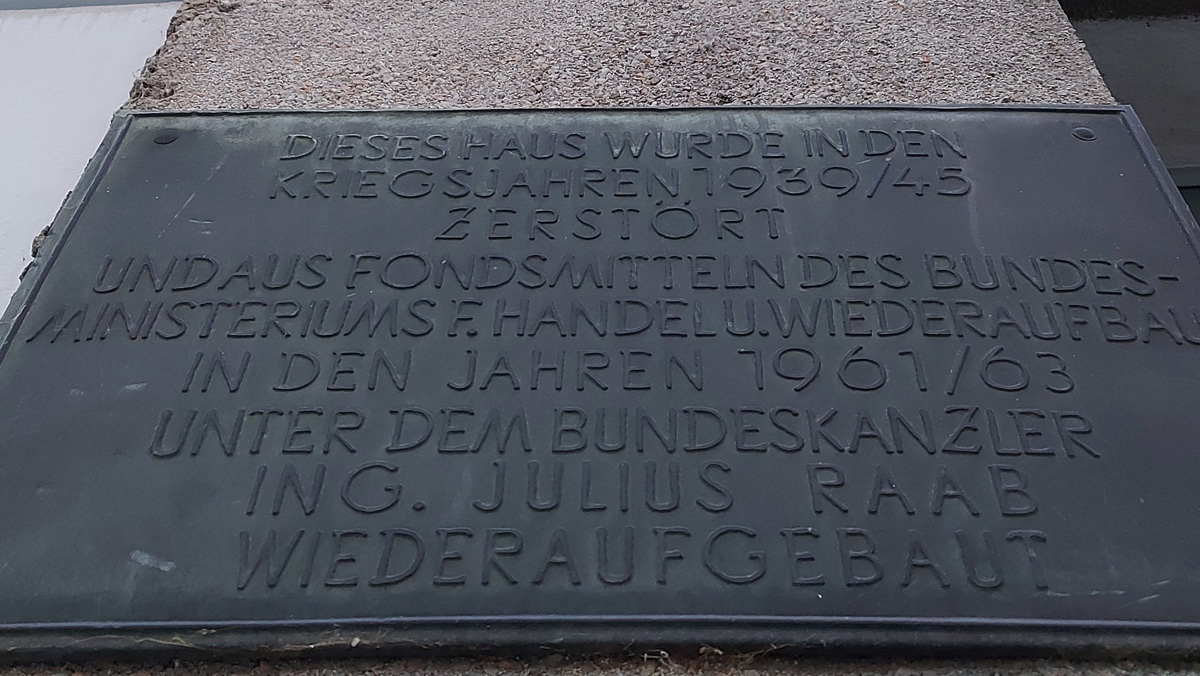 DIESES HAUS WURDE IN DEN
KRIEGSJAHREN 1939/45
ZERSTÖRT
UND AUS FONDSMITTELN DES BUNDES-
MINISTERIUMS F. HANDEL U. WIEDERAUFBAU
IN DEN JAHREN 1961/63
UNTER DEM BUNDESKANZLER
ING. JULIUS RAAB
WIEDERAUFGEBAUT